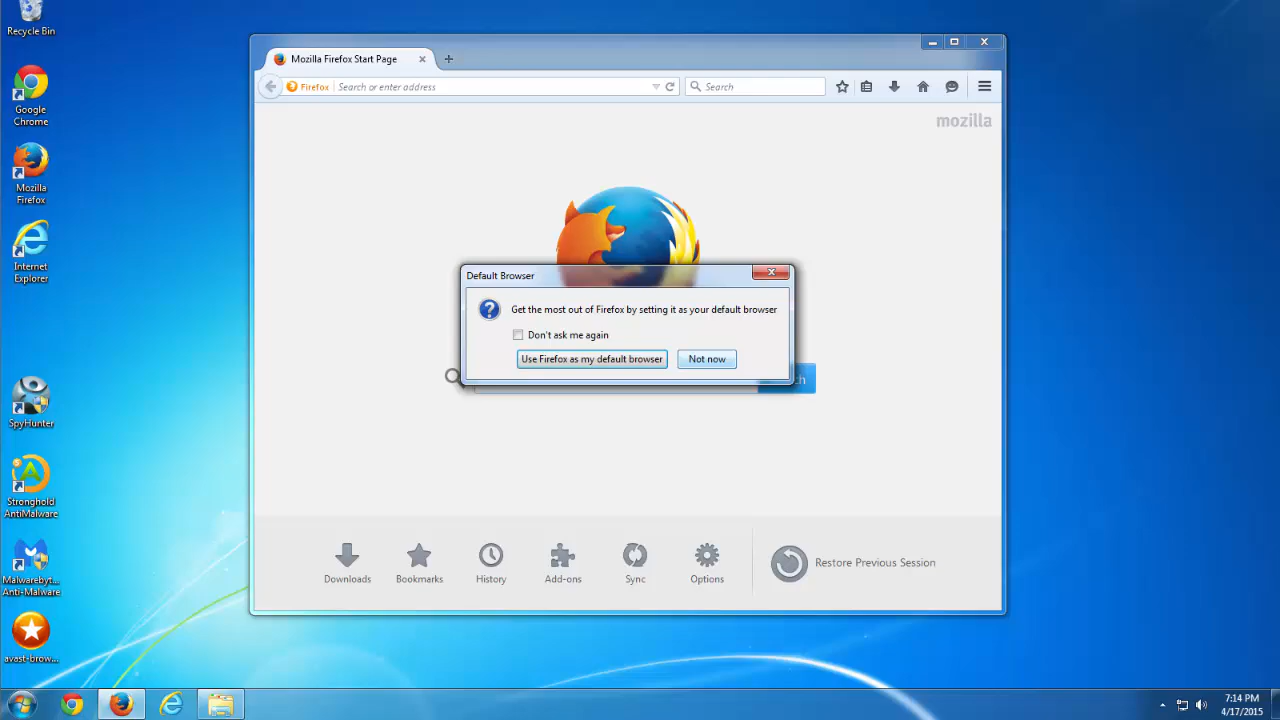 Recycle Bin
Google
Chrome
Mozilla
Firefox
Internet
Explorer
SpyHunter
Stronghold
AntiMalware
Malwarebyt...
Anti-Malware
avast-brow...
Mozilla Firefox Start Page
Firefox
Search or enter address
Search
mozilla
Default Browser
Get the most out of Firefox by setting it as your default browser
Don't ask me again
Use Firefox as my default browser
Not now
Downloads
Bookmarks
History
Add-ons
Sync
Options
Restore Previous Session
7:14 PM
4/17/2015